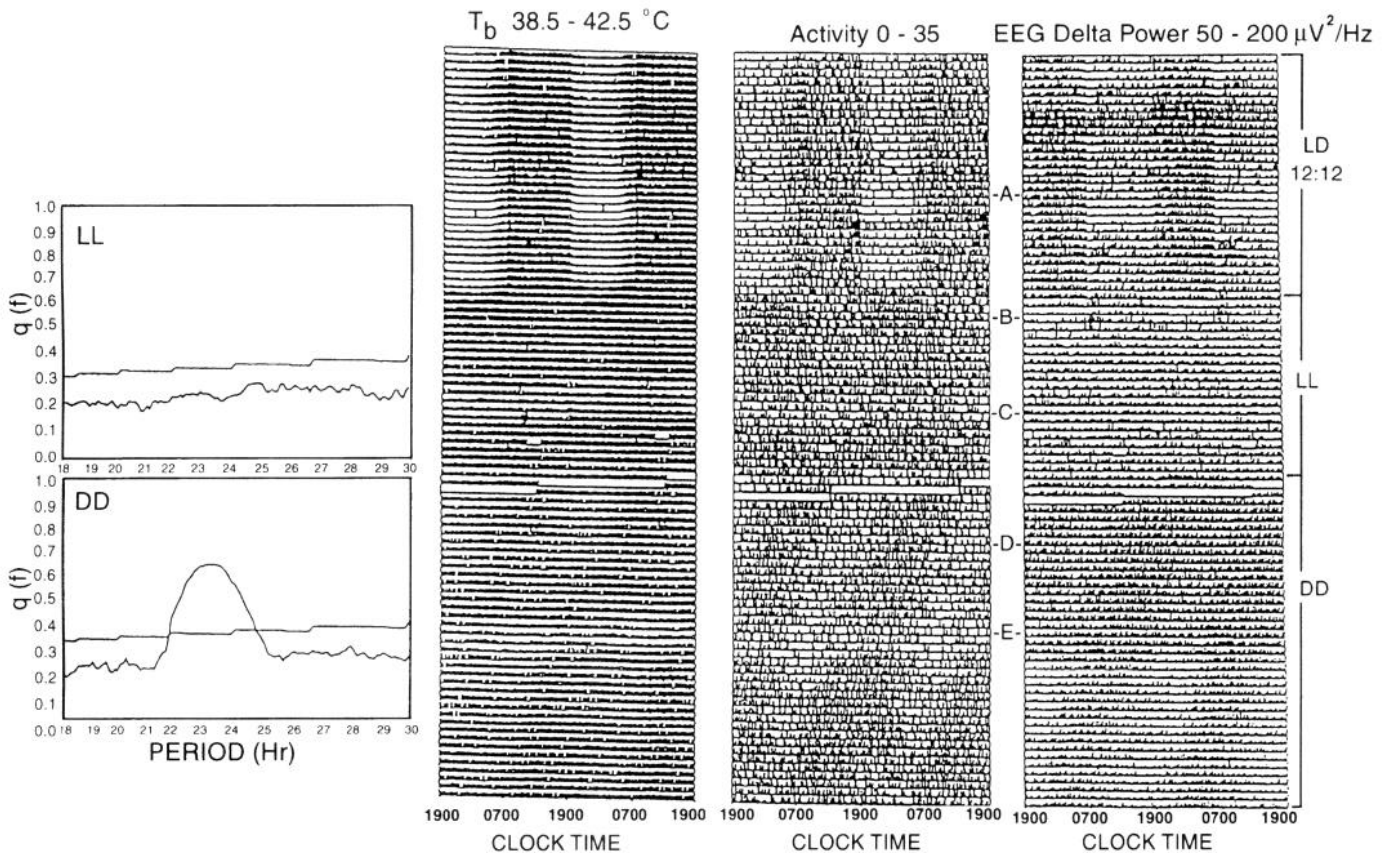 T_b 38.5 - 42.5 °C
Activity 0 - 35
EEG Delta Power 50 - 200 μV²/Hz
LD
12:12
-A-
-B-
LL
-C-
-D-
DD
-E-
LL
q (f)
1.0
0.9
0.8
0.7
0.6
0.5
0.4
0.3
0.2
0.1
0.0
18 19 20 21 22 23 24 25 26 27 28 29 30
DD
q (f)
1.0
0.9
0.8
0.7
0.6
0.5
0.4
0.3
0.2
0.1
0.0
18 19 20 21 22 23 24 25 26 27 28 29 30
PERIOD (Hr)
1900 0700 1900 0700 1900
CLOCK TIME
1900 0700 1900 0700 1900
CLOCK TIME
1900 0700 1900 0700 1900
CLOCK TIME